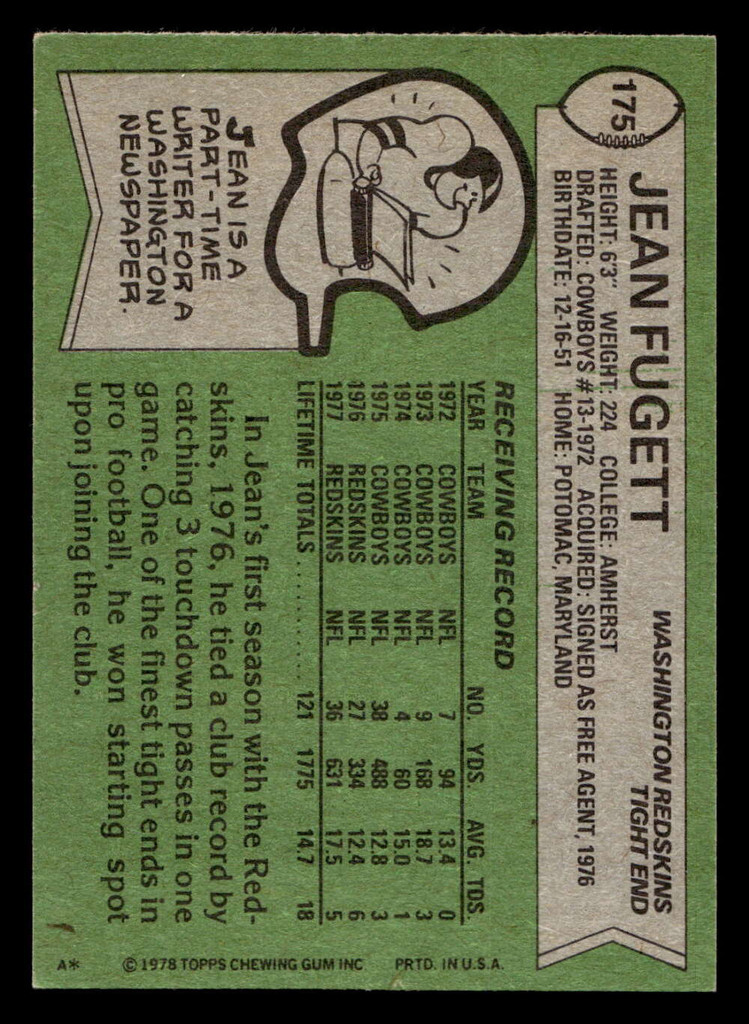 175
JEAN FUGETT
WASHINGTON REDSKINS
TIGHT END
HEIGHT: 6'3" WEIGHT: 224 COLLEGE: AMHERST
DRAFTED: COWBOYS #13-1972 ACQUIRED: SIGNED AS FREE AGENT, 1976
BIRTHDATE: 12-16-51 HOME: POTOMAC, MARYLAND
JEAN IS A
PART-TIME
WRITER FOR A
WASHINGTON
NEWSPAPER.
RECEIVING RECORD
YEAR TEAM NO. YDS. AVG. TDS.
1972 COWBOYS NFL 7 94 13.4 0
1973 COWBOYS NFL 9 168 18.7 3
1974 COWBOYS NFL 4 60 15.0 1
1975 COWBOYS NFL 38 488 12.8 3
1976 REDSKINS NFL 27 334 12.4 6
1977 REDSKINS NFL 36 631 17.5 5
LIFETIME TOTALS .......... 121 1775 14.7 18
In Jean's first season with the Red-
skins, 1976, he tied a club record by
catching 3 touchdown passes in one
game. One of the finest tight ends in
pro football, he won starting spot
upon joining the club.
A* © 1978 TOPPS CHEWING GUM INC PRTD. IN U.S.A.